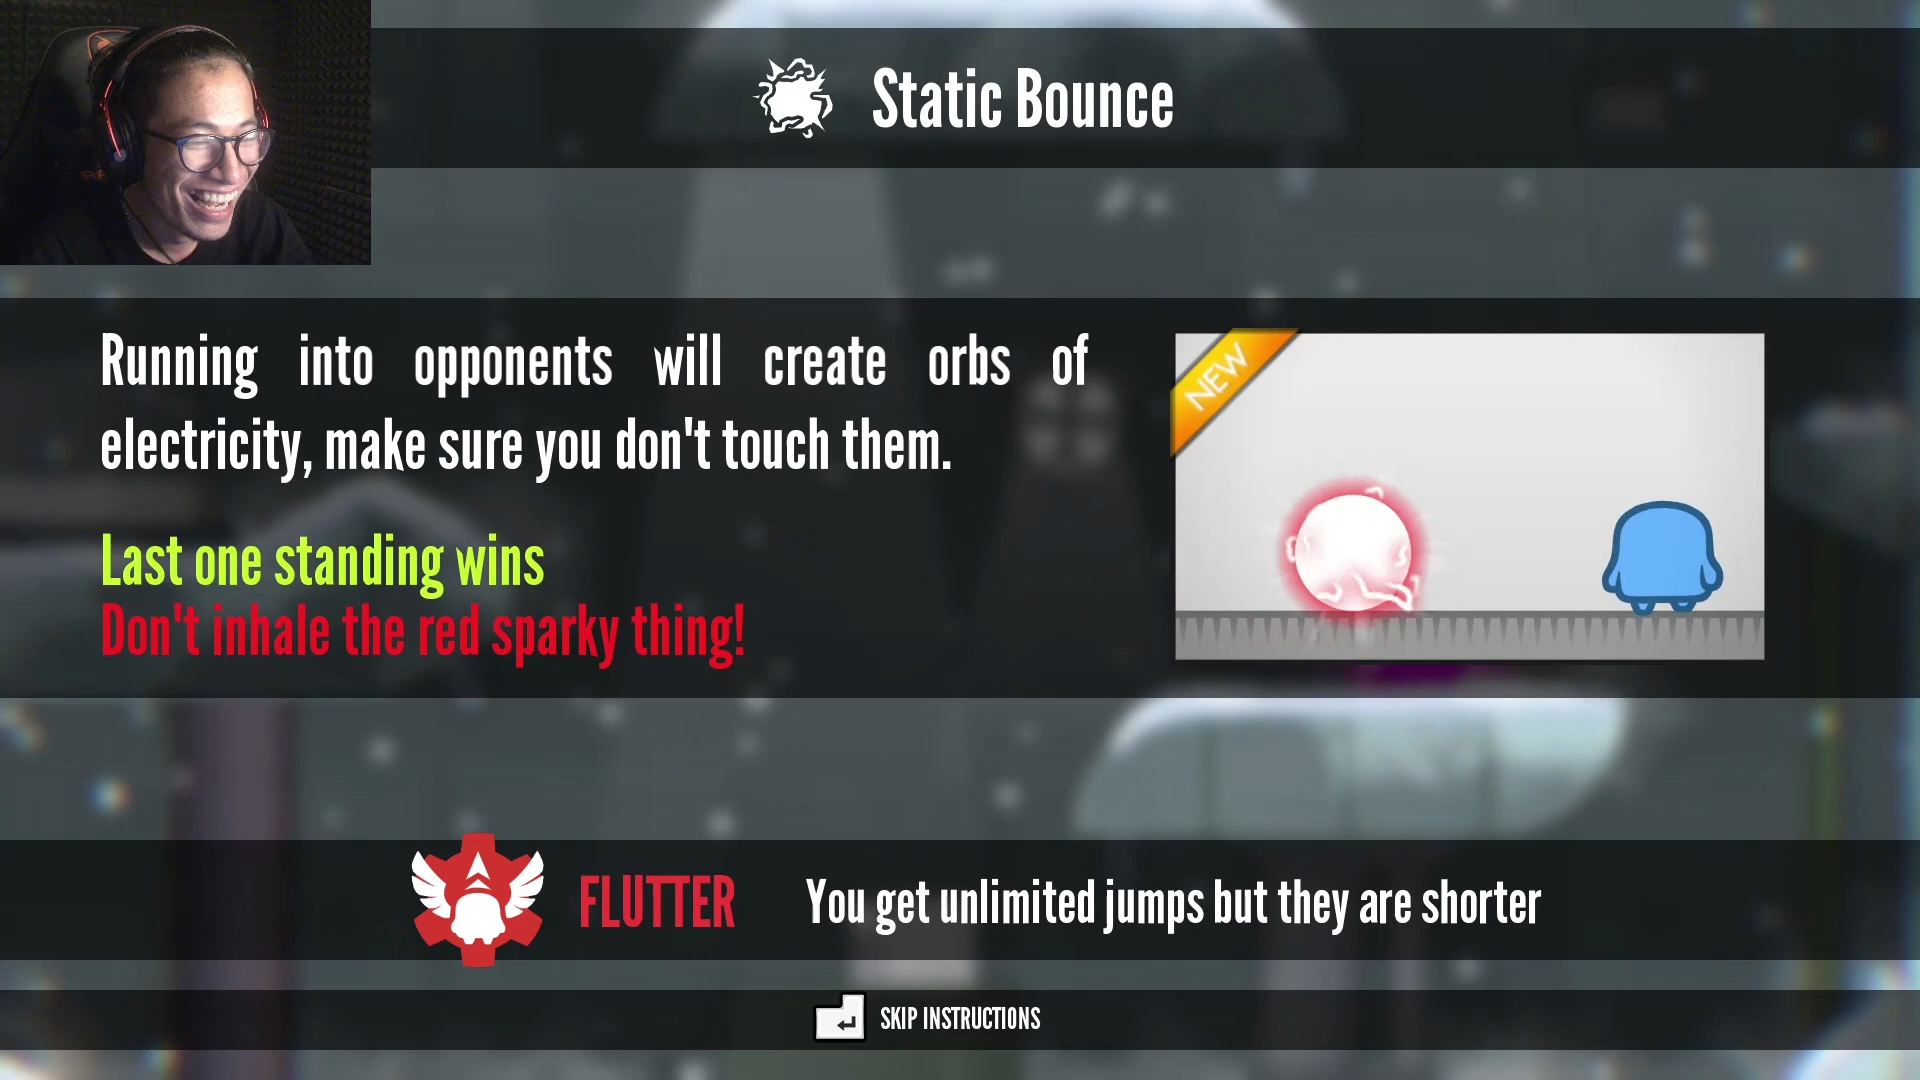 Static Bounce
Running into opponents will create orbs of
electricity, make sure you don't touch them.
NEW
Last one standing wins
Don't inhale the red sparky thing!
FLUTTER You get unlimited jumps but they are shorter
SKIP INSTRUCTIONS